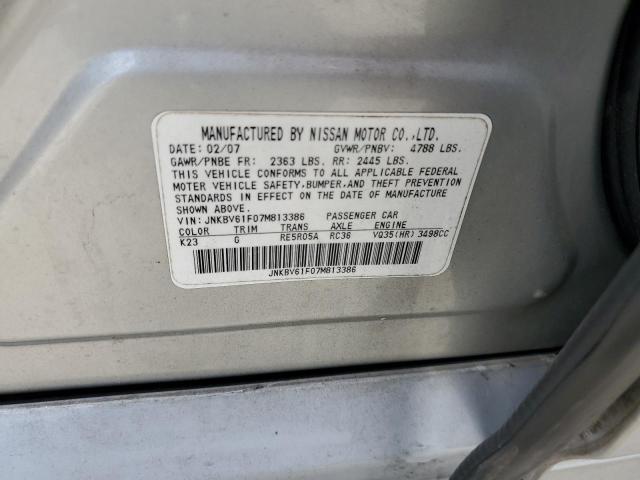 MANUFACTURED BY NISSAN MOTOR CO.,LTD.
DATE: 02/07 GVWR/PNBV: 4788 LBS.
GAWR/PNBE FR: 2363 LBS. RR: 2445 LBS.
THIS VEHICLE CONFORMS TO ALL APPLICABLE FEDERAL
MOTOR VEHICLE SAFETY,BUMPER,AND THEFT PREVENTION
STANDARDS IN EFFECT ON THE DATE OF MANUFACTURE
SHOWN ABOVE.
VIN: JNKBV61F07M813386 PASSENGER CAR
COLOR TRIM TRANS AXLE ENGINE
K23 G RE5R05A RC36 VQ35(HR) 3498CC
JNKBV61F07M813386